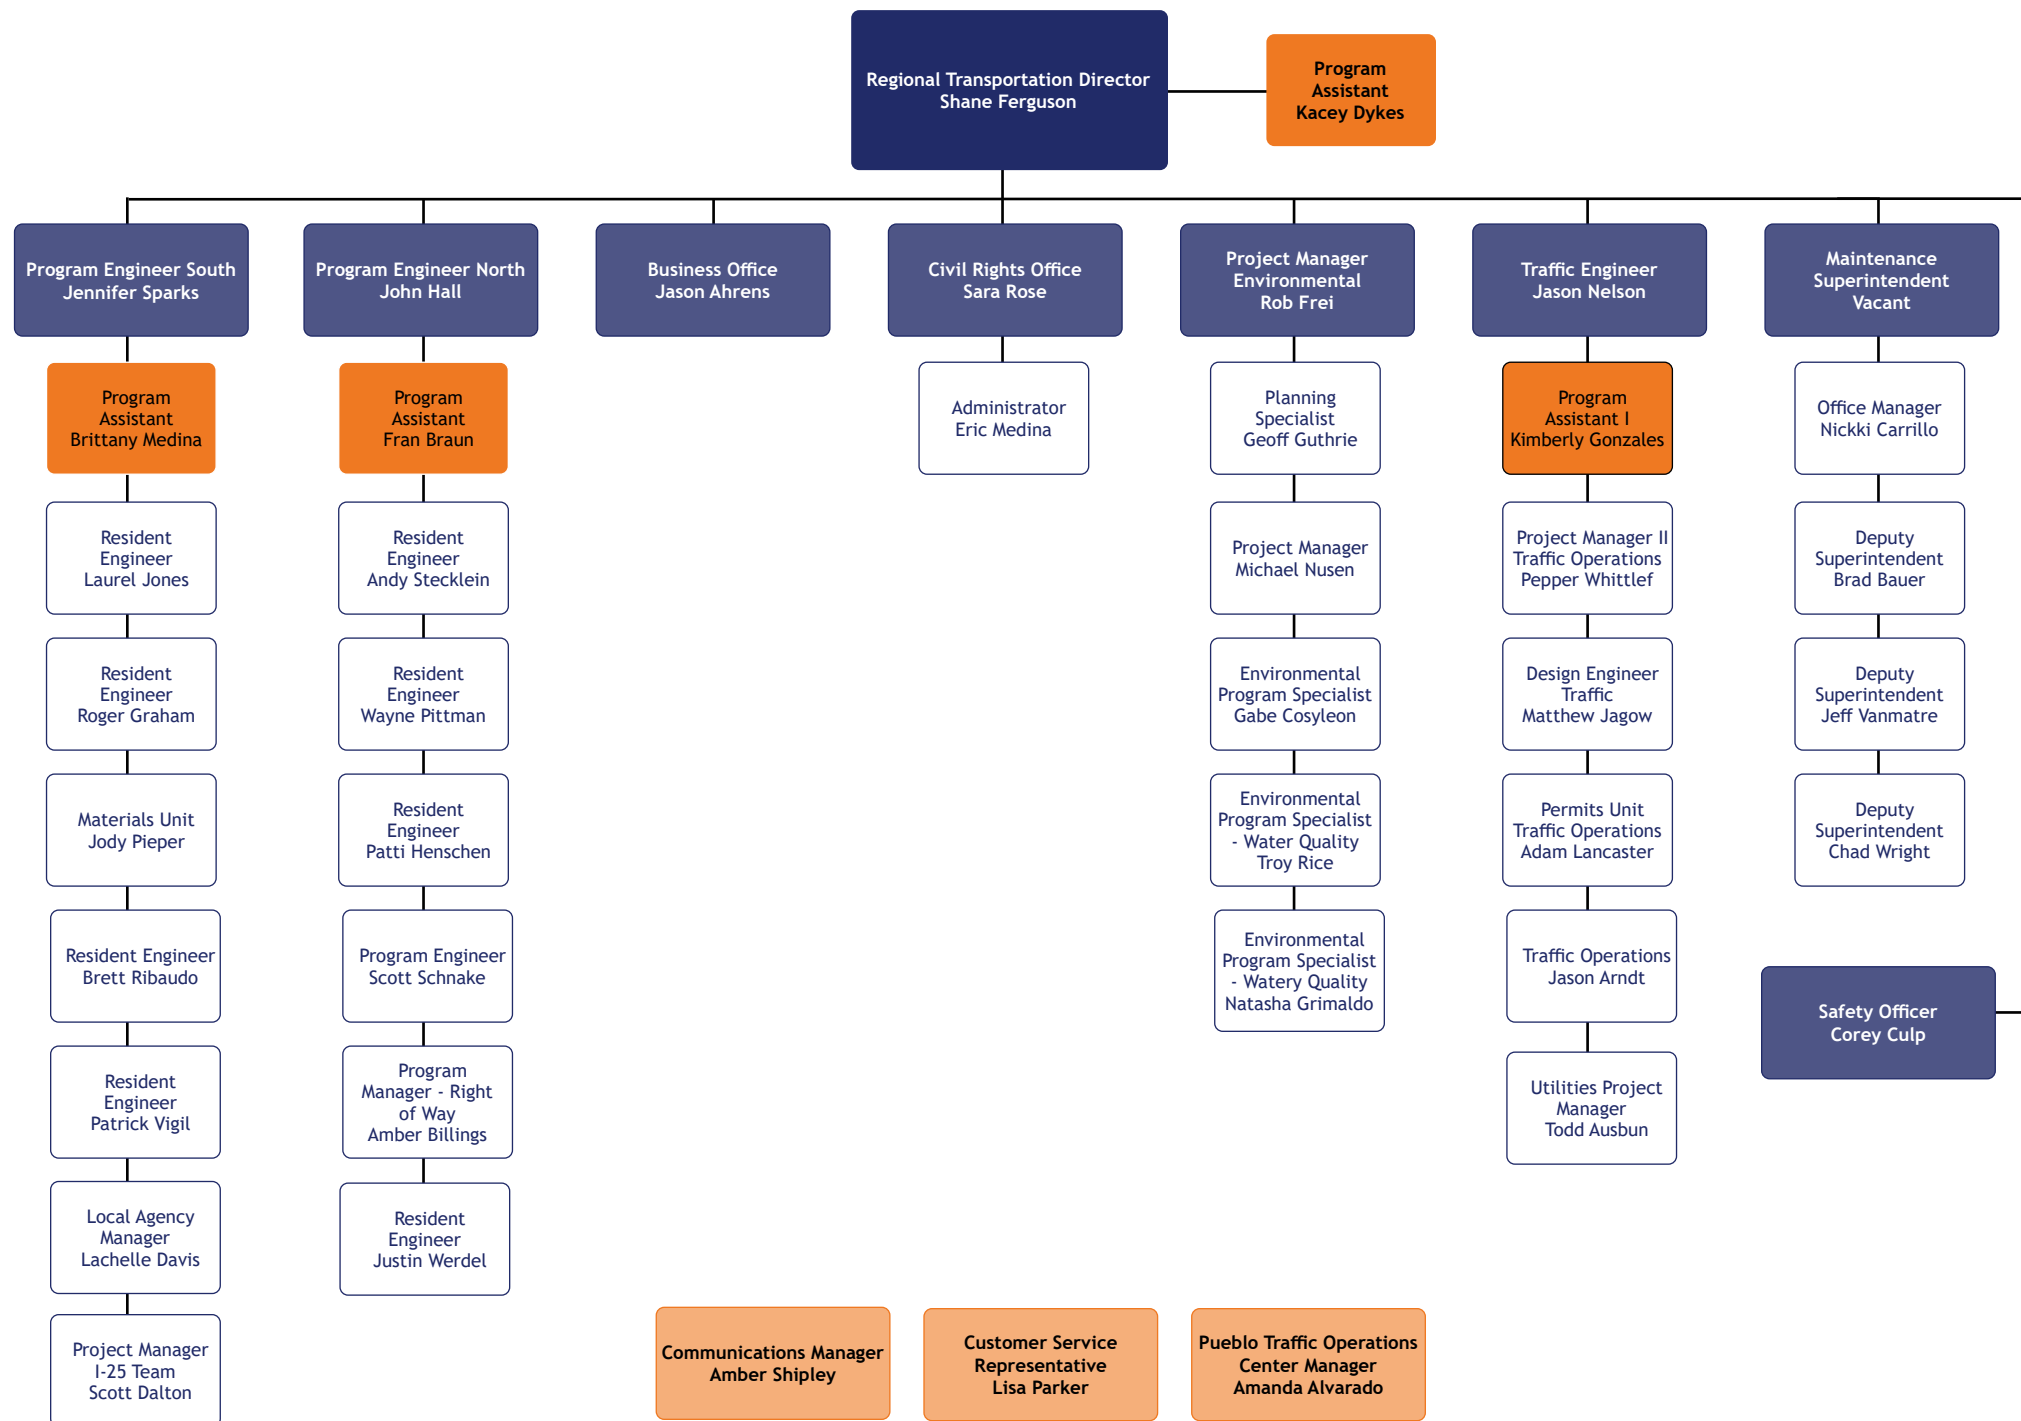 Regional Transportation Director
Shane Ferguson
Program
Assistant
Kacey Dykes
Program Engineer South
Jennifer Sparks
Program Engineer North
John Hall
Business Office
Jason Ahrens
Civil Rights Office
Sara Rose
Project Manager
Environmental
Rob Frei
Traffic Engineer
Jason Nelson
Maintenance
Superintendent
Vacant
Program
Assistant
Brittany Medina
Resident
Engineer
Laurel Jones
Resident
Engineer
Roger Graham
Materials Unit
Jody Pieper
Resident Engineer
Brett Ribaudo
Resident
Engineer
Patrick Vigil
Local Agency
Manager
Lachelle Davis
Project Manager
I-25 Team
Scott Dalton
Program
Assistant
Fran Braun
Resident
Engineer
Andy Stecklein
Resident
Engineer
Wayne Pittman
Resident
Engineer
Patti Henschen
Program Engineer
Scott Schnake
Program
Manager - Right
of Way
Amber Billings
Resident
Engineer
Justin Werdel
Administrator
Eric Medina
Planning
Specialist
Geoff Guthrie
Project Manager
Michael Nusen
Environmental
Program Specialist
Gabe Cosyleon
Environmental
Program Specialist
- Water Quality
Troy Rice
Environmental
Program Specialist
- Watery Quality
Natasha Grimaldo
Program
Assistant I
Kimberly Gonzales
Project Manager II
Traffic Operations
Pepper Whittlef
Design Engineer
Traffic
Matthew Jagow
Permits Unit
Traffic Operations
Adam Lancaster
Traffic Operations
Jason Arndt
Utilities Project
Manager
Todd Ausbun
Office Manager
Nickki Carrillo
Deputy
Superintendent
Brad Bauer
Deputy
Superintendent
Jeff Vanmatre
Deputy
Superintendent
Chad Wright
Safety Officer
Corey Culp
Communications Manager
Amber Shipley
Customer Service
Representative
Lisa Parker
Pueblo Traffic Operations
Center Manager
Amanda Alvarado